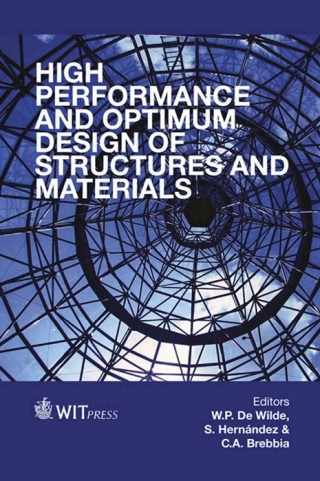 HIGH
PERFORMANCE
AND OPTIMUM
DESIGN OF
STRUCTURES AND
MATERIALS
WITPRESS
Editors
W.P. De Wilde,
S. Hernández &
C.A. Brebbia